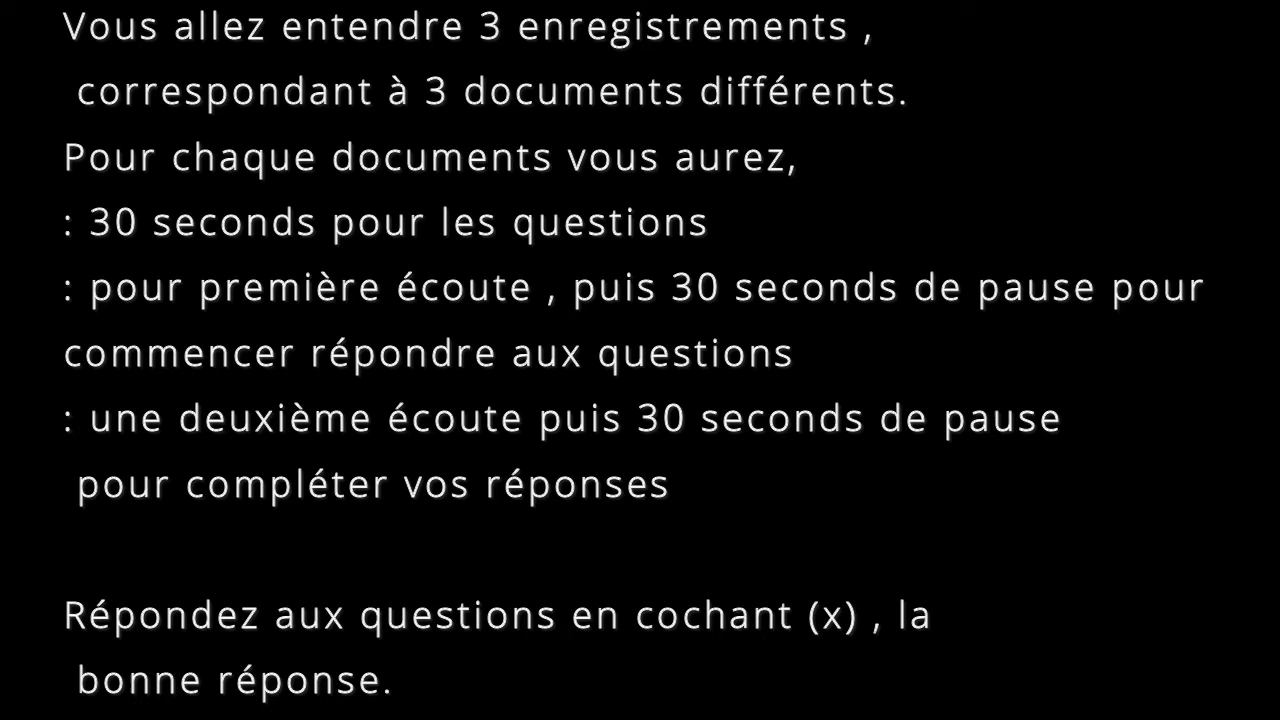 Vous allez entendre 3 enregistrements ,
correspondant à 3 documents différents.
Pour chaque documents vous aurez,
: 30 seconds pour les questions
: pour première écoute , puis 30 seconds de pause pour
commencer répondre aux questions
: une deuxième écoute puis 30 seconds de pause
pour compléter vos réponses
Répondez aux questions en cochant (x) , la
bonne réponse.